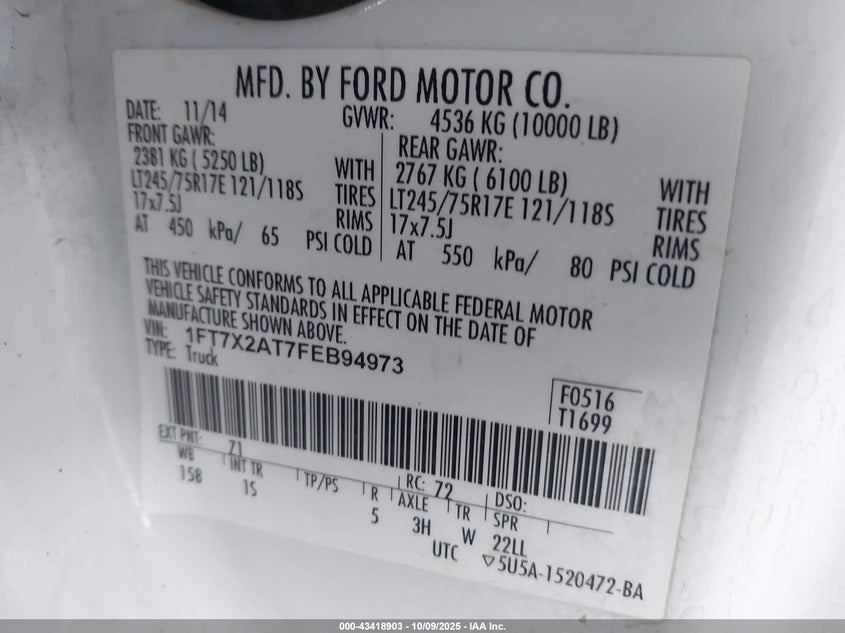 MFD. BY FORD MOTOR CO.
DATE: 11/14 GVWR: 4536 KG (10000 LB)
FRONT GAWR: REAR GAWR:
2381 KG ( 5250 LB) WITH 2767 KG ( 6100 LB) WITH
LT245/75R17E 121/118S TIRES LT245/75R17E 121/118S TIRES
17x7.5J RIMS 17x7.5J RIMS
AT 450 kPa/ 65 PSI COLD AT 550 kPa/ 80 PSI COLD
THIS VEHICLE CONFORMS TO ALL APPLICABLE FEDERAL MOTOR
VEHICLE SAFETY STANDARDS IN EFFECT ON THE DATE OF
MANUFACTURE SHOWN ABOVE.
VIN: 1FT7X2AT7FEB94973
TYPE: Truck
F0516
T1699
EXT PNT: Z1 RC: 72 DSO:
WB INT TR TP/PS R AXLE TR SPR
158 1S 5 3H W 22LL
UTC ▽5U5A-1520472-BA
000-43418903 - 10/09/2025 - IAA Inc.